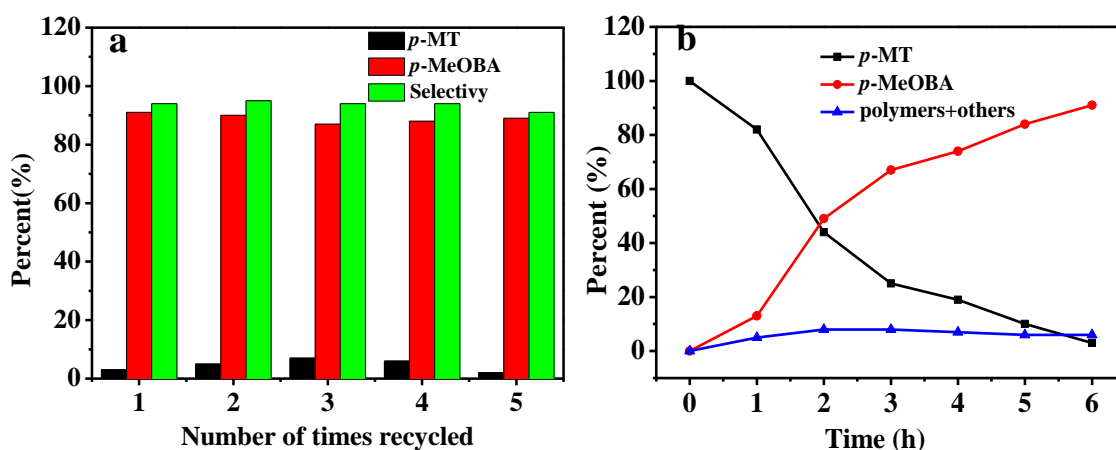 a
p-MT
p-MeOBA
Selectivy
120
100
80
60
40
20
0
Percent(%)
1 2 3 4 5
Number of times recycled
b
p-MT
p-MeOBA
polymers+others
120
100
80
60
40
20
0
Percent (%)
0 1 2 3 4 5 6
Time (h)